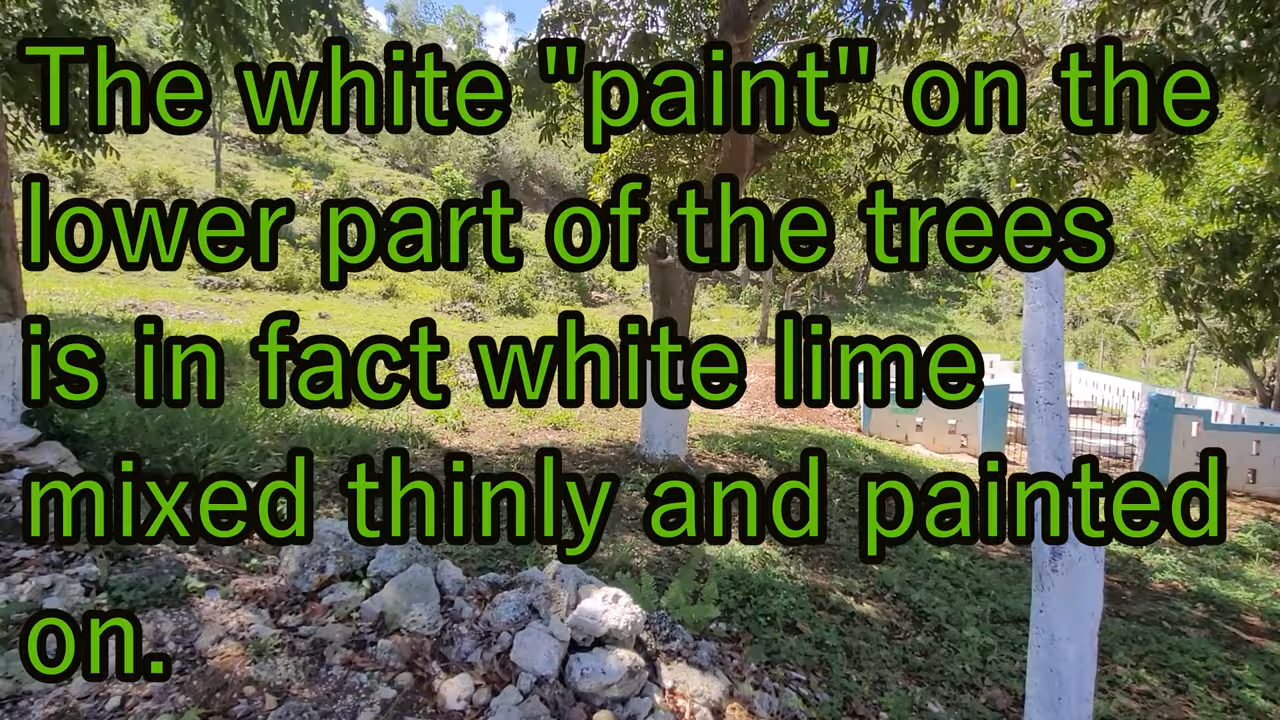 The white "paint" on the
lower part of the trees
is in fact white lime
mixed thinly and painted
on.